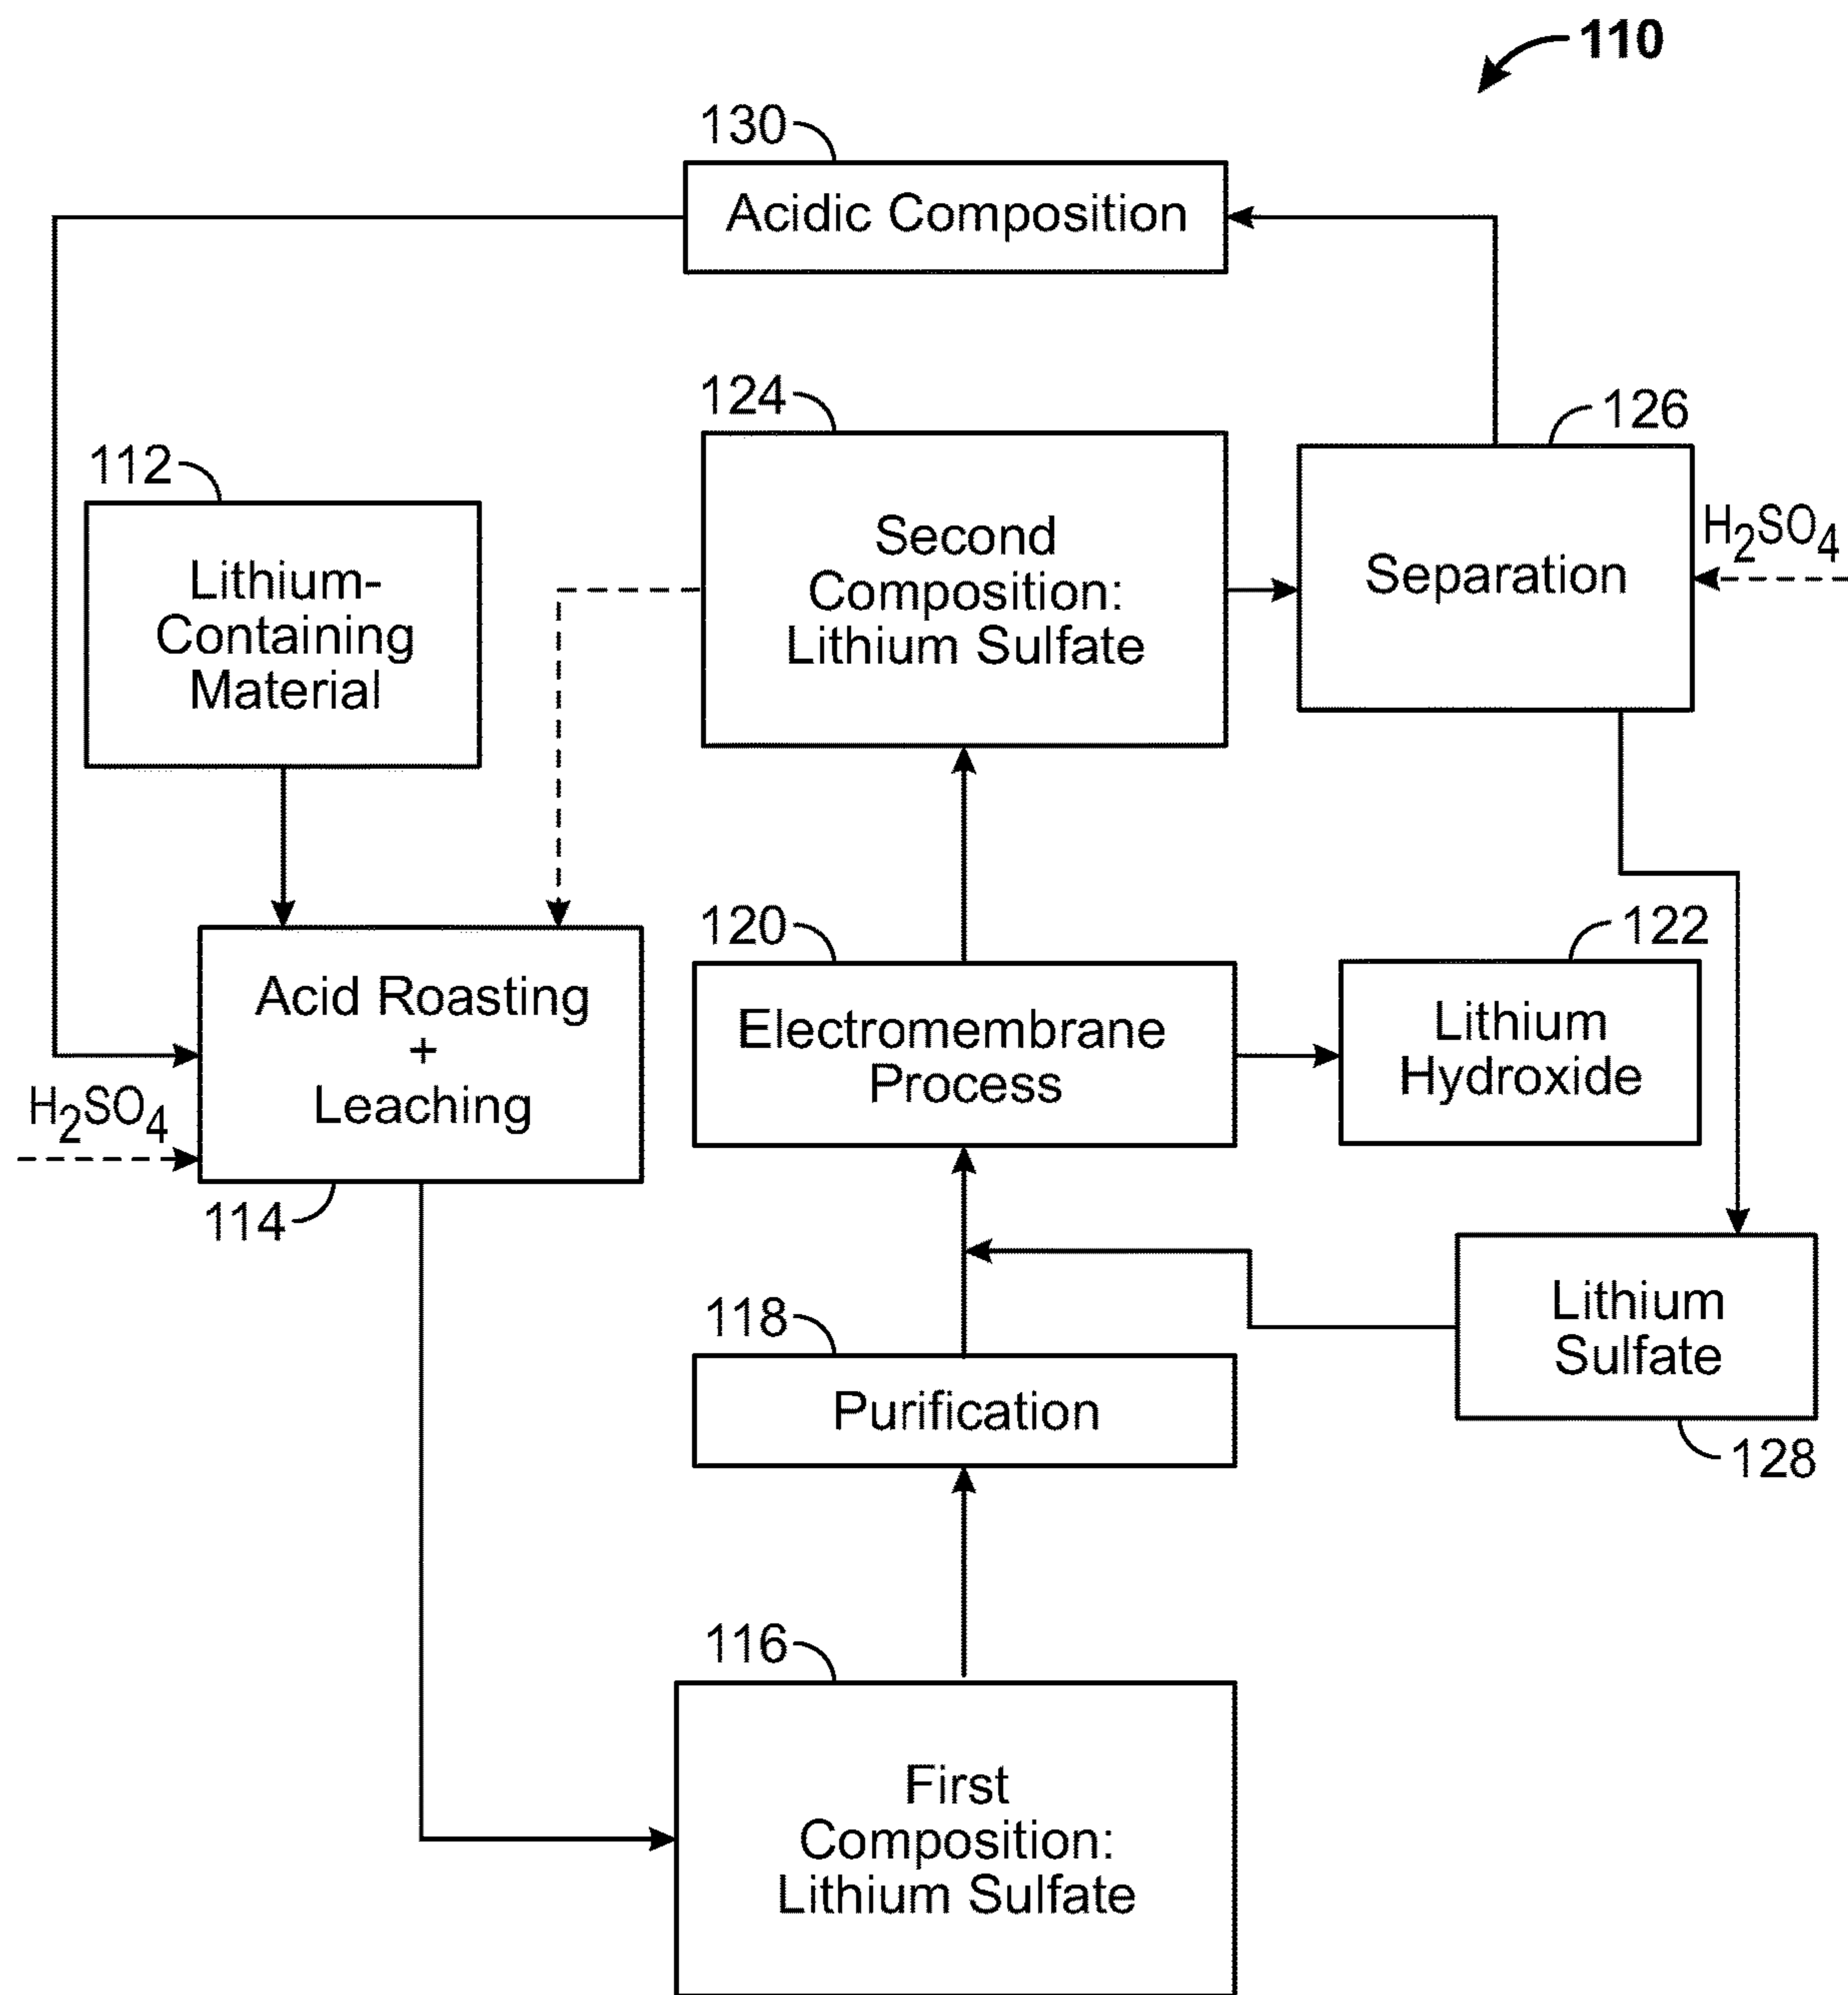 110
130
Acidic Composition
124
126
112
Second
Composition:
Lithium Sulfate
Separation
H2SO4
Lithium-
Containing
Material
120
122
Acid Roasting
+
Leaching
Electromembrane
Process
Lithium
Hydroxide
H2SO4
114
118
Lithium
Sulfate
Purification
128
116
First
Composition:
Lithium Sulfate